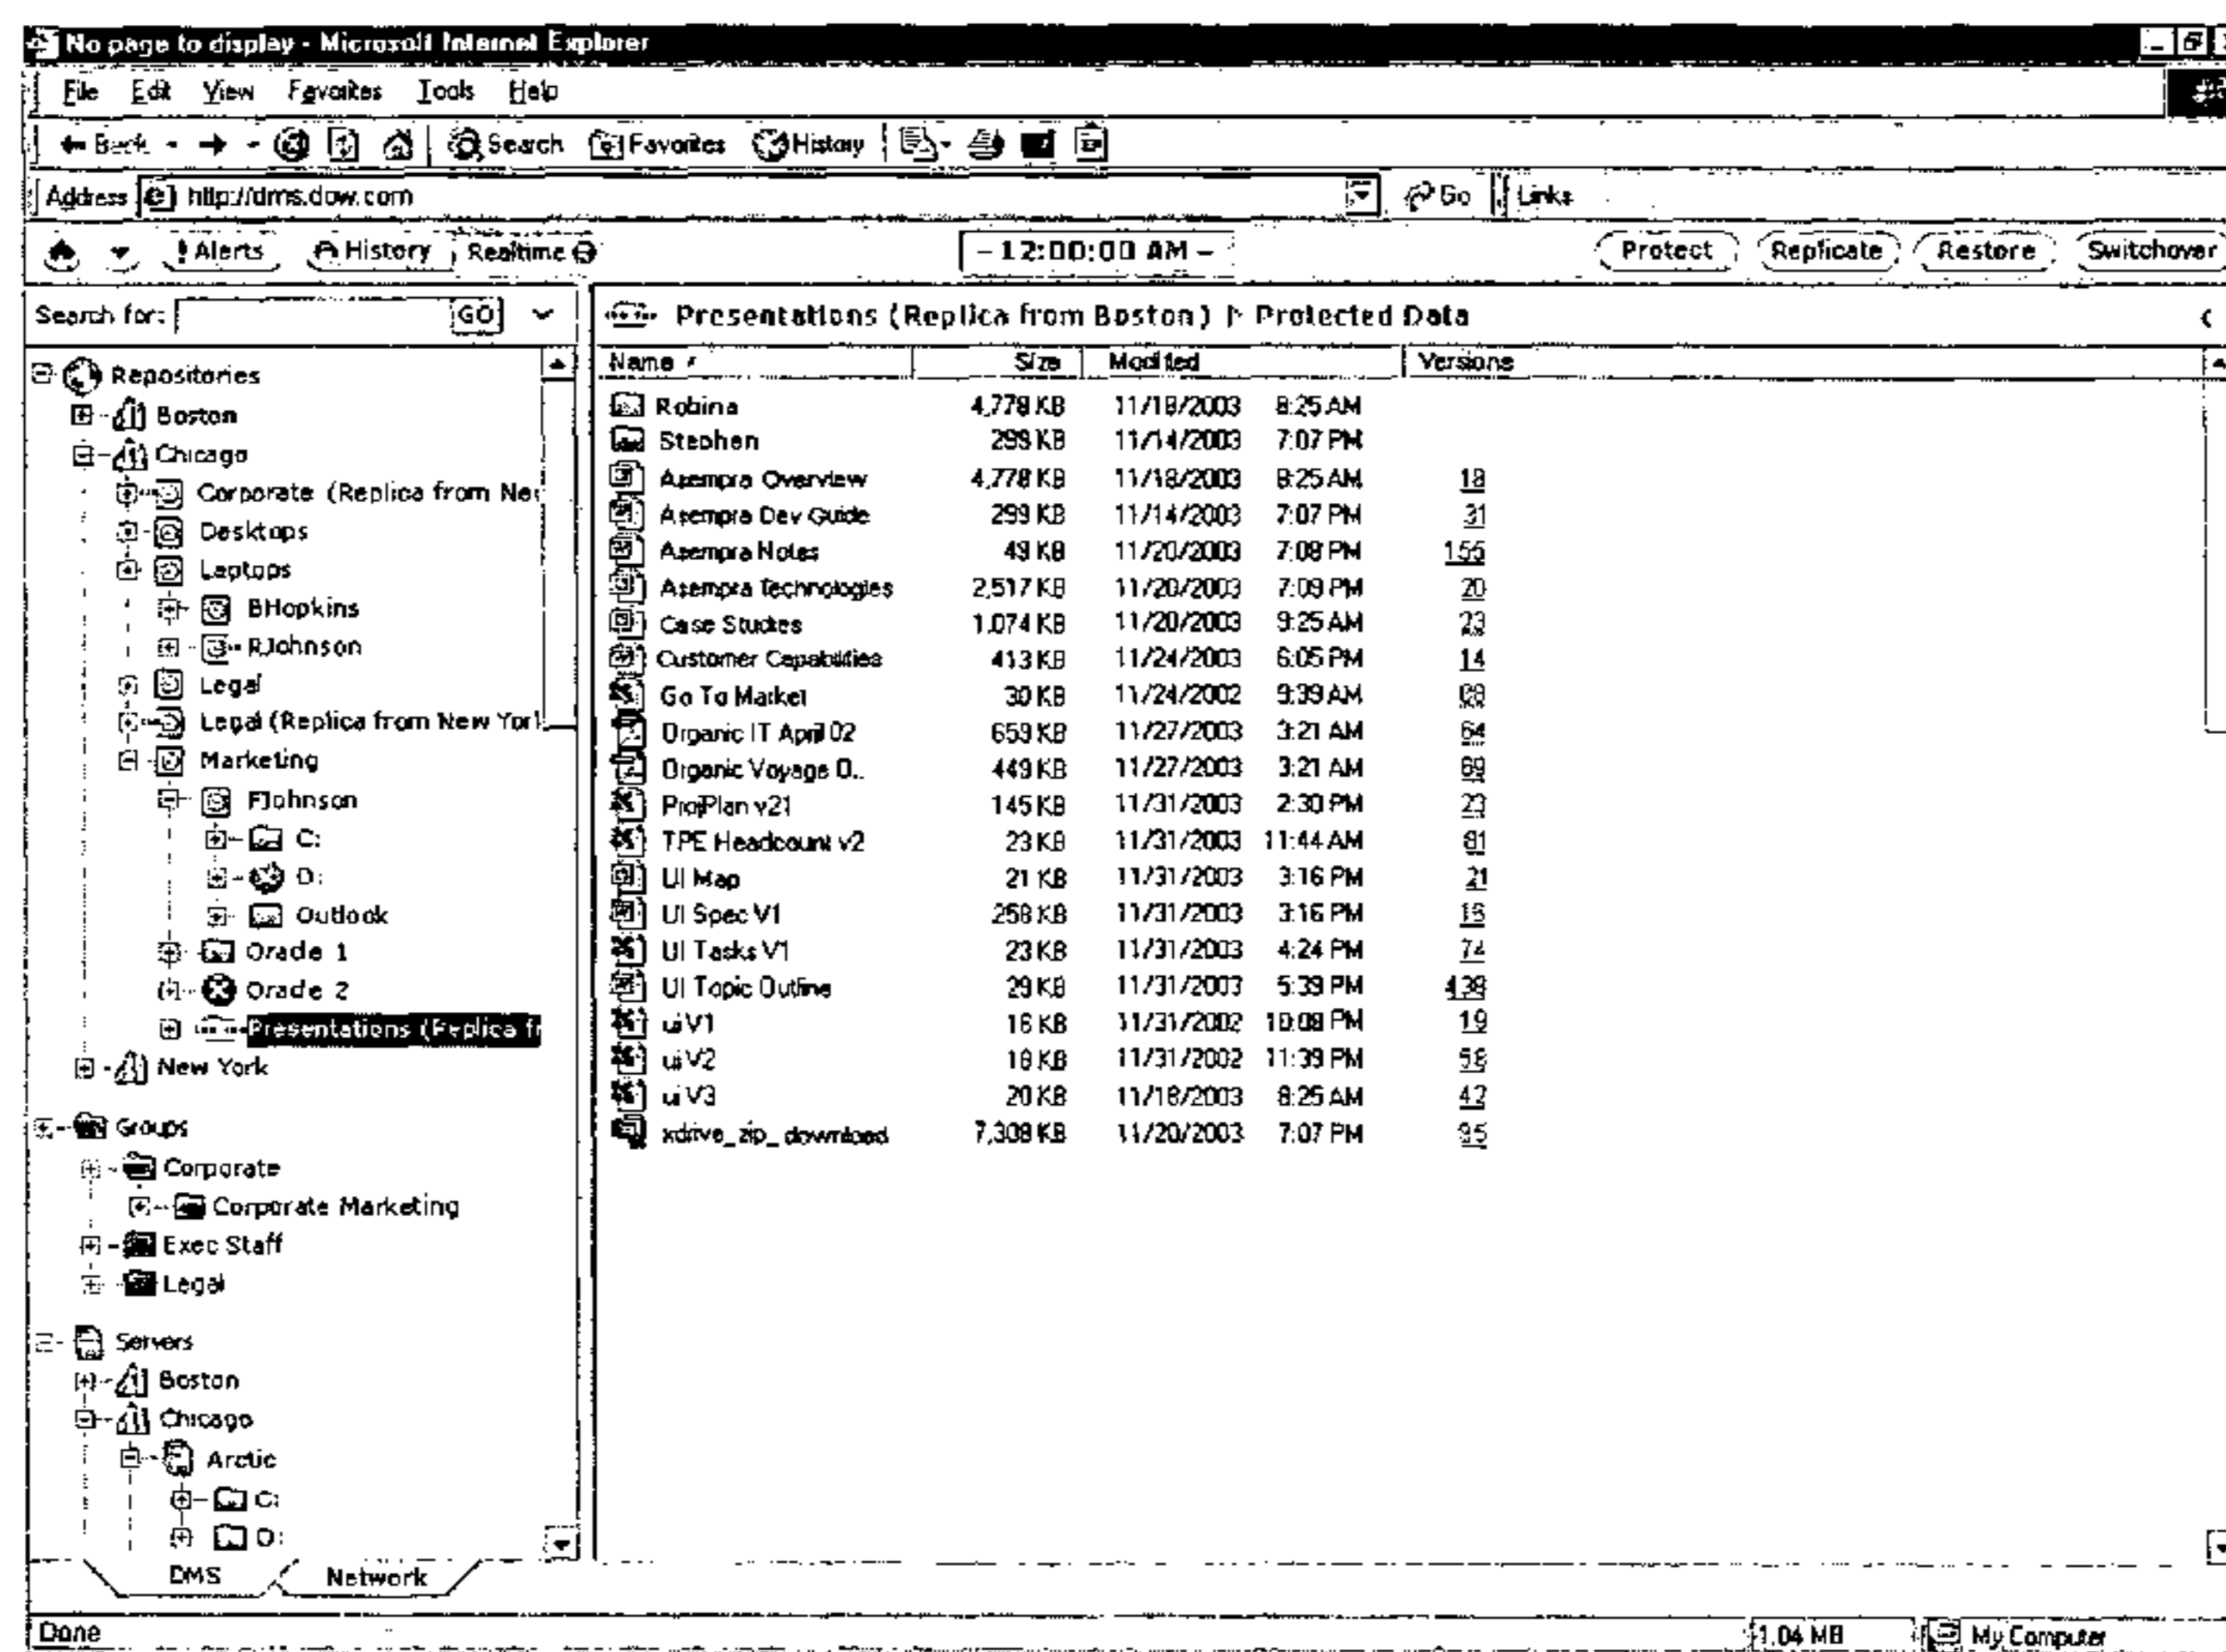 No page to display - Microsoft Internet Explorer
File Edit View Favorites Tools Help
Back Search Favorites History
Address http://dms.dow.com Go Links
! Alerts History Realtime – 12:00:00 AM – Protect Replicate Restore Switchover
Search for: GO
Presentations (Replica from Boston) Protected Data
Repositories
Boston
Chicago
Corporate (Replica from Ne
Desktops
Laptops
BHopkins
RJohnson
Legal
Legal (Replica from New York
Marketing
FJohnson
C:
D:
Outlook
Oracle 1
Oracle 2
Presentations (Replica fr
New York
Groups
Corporate
Corporate Marketing
Exec Staff
Legal
Servers
Boston
Chicago
Arctic
C:
D:
DMS Network
Name Size Modified Versions
Robina 4,778 KB 11/18/2003 8:25 AM
Stephen 299 KB 11/14/2003 7:07 PM
Asempra Overview 4,778 KB 11/18/2003 8:25 AM 18
Asempra Dev Guide 299 KB 11/14/2003 7:07 PM 31
Asempra Notes 49 KB 11/20/2003 7:08 PM 155
Asempra Technologies 2,517 KB 11/20/2003 7:09 PM 20
Case Studies 1,074 KB 11/20/2003 9:25 AM 23
Customer Capabilities 413 KB 11/24/2003 6:05 PM 14
Go To Market 30 KB 11/24/2002 9:39 AM
Organic IT April 02 659 KB 11/27/2003 3:21 AM 64
Organic Voyage 0.. 449 KB 11/27/2003 3:21 AM 69
ProjPlan v21 145 KB 11/31/2003 2:30 PM 23
TPE Headcount v2 23 KB 11/31/2003 11:44 AM 81
UI Map 21 KB 11/31/2003 3:16 PM 21
UI Spec V1 258 KB 11/31/2003 3:16 PM 16
UI Tasks V1 23 KB 11/31/2003 4:24 PM 74
UI Topic Outline 29 KB 11/31/2003 5:39 PM 438
ui V1 16 KB 11/31/2002 10:08 PM 19
ui V2 18 KB 11/31/2002 11:39 PM 58
ui V3 20 KB 11/18/2003 8:25 AM 42
xdrive_zip_download 7,308 KB 11/20/2003 7:07 PM 95
Done 1.04 MB My Computer